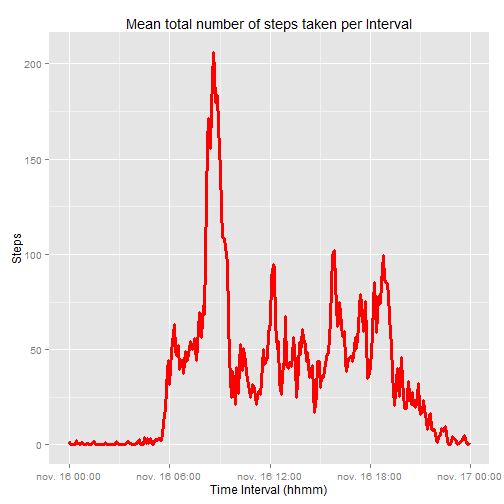 Mean total number of steps taken per Interval
200
150
100
50
0
Steps
nov. 16 00:00 nov. 16 06:00 nov. 16 12:00 nov. 16 18:00 nov. 17 00:00
Time Interval (hhmm)